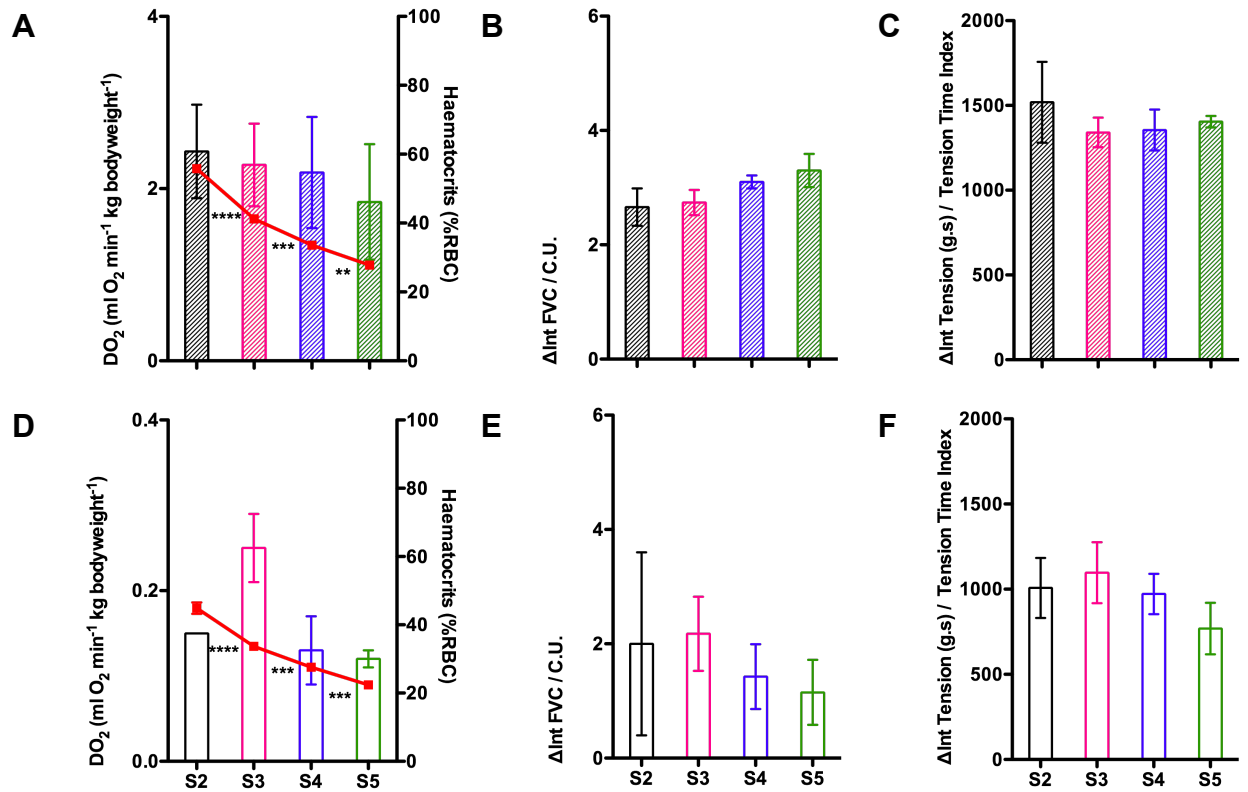 A
DO2 (ml O2 min-1 kg bodyweight-1)
4
2
0
100
80
60
40
20
0
Haematocrits (%RBC)
****
***
**
B
ΔInt FVC / C.U.
6
4
2
0
C
ΔInt Tension (g.s) / Tension Time Index
2000
1500
1000
500
0
D
DO2 (ml O2 min-1 kg bodyweight-1)
0.4
0.2
0.0
100
80
60
40
20
0
Haematocrits (%RBC)
****
***
***
S2 S3 S4 S5
E
ΔInt FVC / C.U.
6
4
2
0
S2 S3 S4 S5
F
ΔInt Tension (g.s) / Tension Time Index
2000
1500
1000
500
0
S2 S3 S4 S5